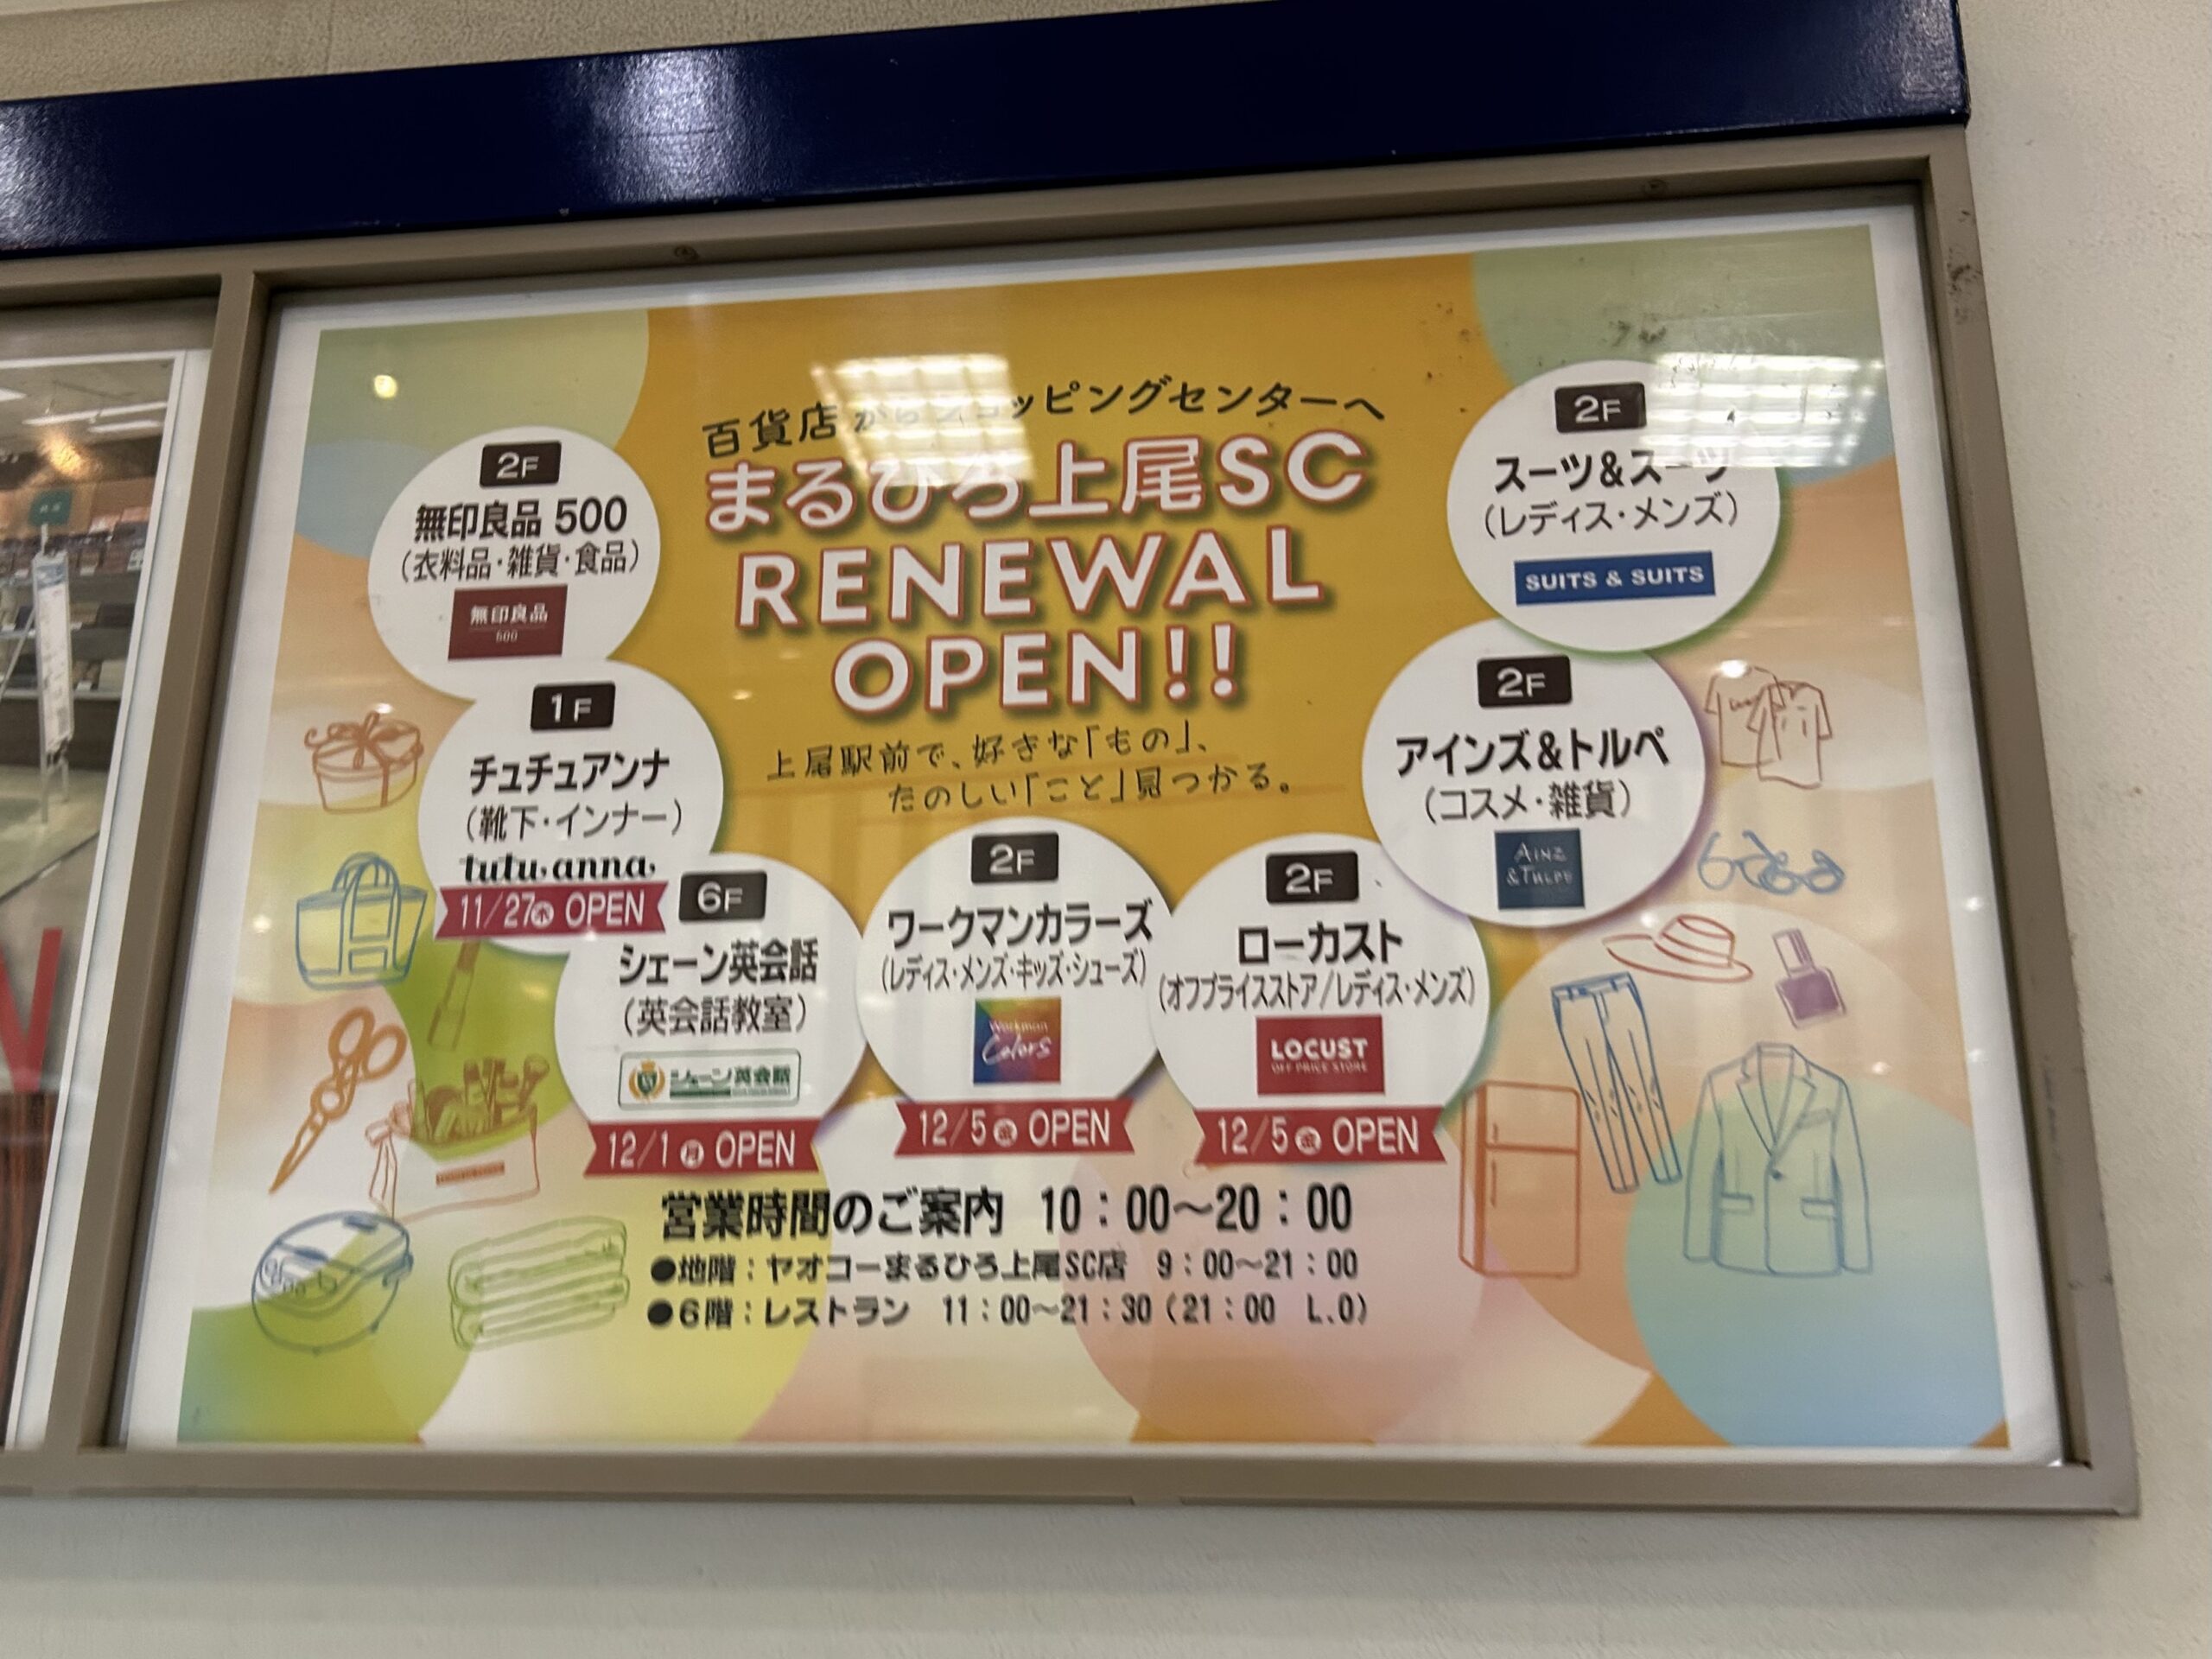 百貨店からショッピングセンターへ
まるひろ上尾SC
RENEWAL
OPEN!!
上尾駅前で、好きな「もの」、
たのしい「こと」見つかる。
2F
無印良品 500
(衣料品・雑貨・食品)
無印良品
500
1F
チュチュアンナ
(靴下・インナー)
tutu anna
11/27㊍ OPEN
6F
シェーン英会話
(英会話教室)
シェーン英会話
12/1㊊ OPEN
2F
ワークマンカラーズ
(レディス・メンズ・キッズ・シューズ)
Workman
Colors
12/5㊎ OPEN
2F
ローカスト
(オフプライスストア/レディス・メンズ)
LOCUST
OFF PRICE STORE
12/5㊎ OPEN
2F
アインズ&トルペ
(コスメ・雑貨)
AINZ
&TULPE
2F
スーツ&スーツ
(レディス・メンズ)
SUITS & SUITS
営業時間のご案内 10:00〜20:00
●地階:ヤオコーまるひろ上尾SC店 9:00〜21:00
●6階:レストラン 11:00〜21:30(21:00 L.O)